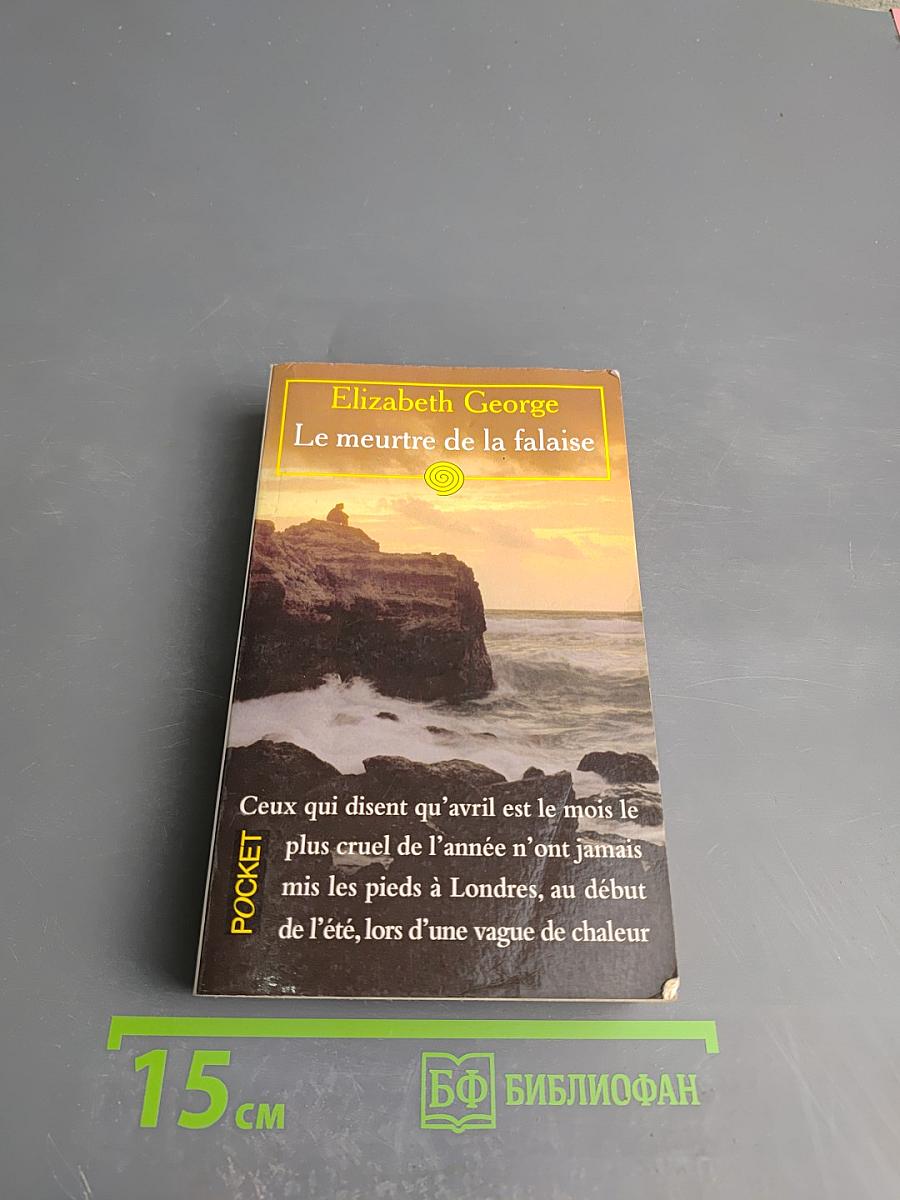 Elizabeth George
Le meurtre de la falaise
Ceux qui disent qu'avril est le mois le
plus cruel de l'année n'ont jamais
mis les pieds à Londres, au début
de l'été, lors d'une vague de chaleur
POCKET
15 см
БФ БИБЛИОФАН